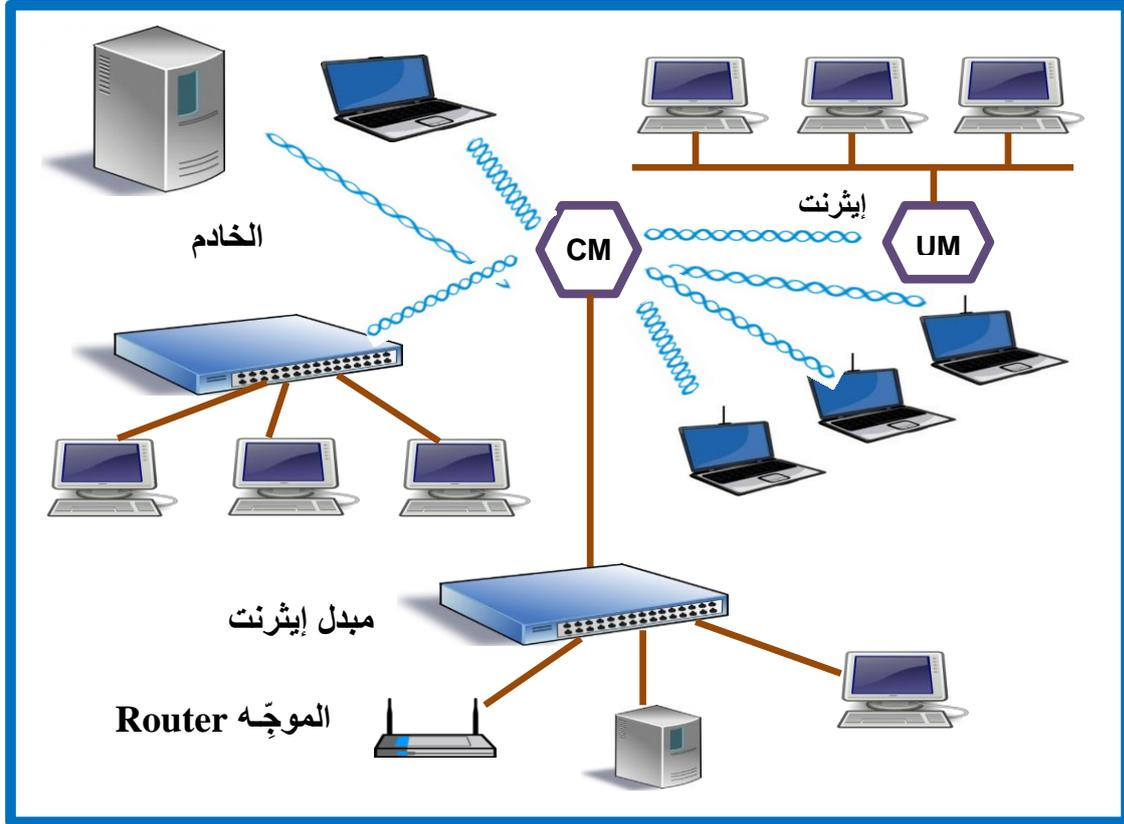 إيثرنت
الخادم
CM
UM
مبدل إيثرنت
الموجِّه Router